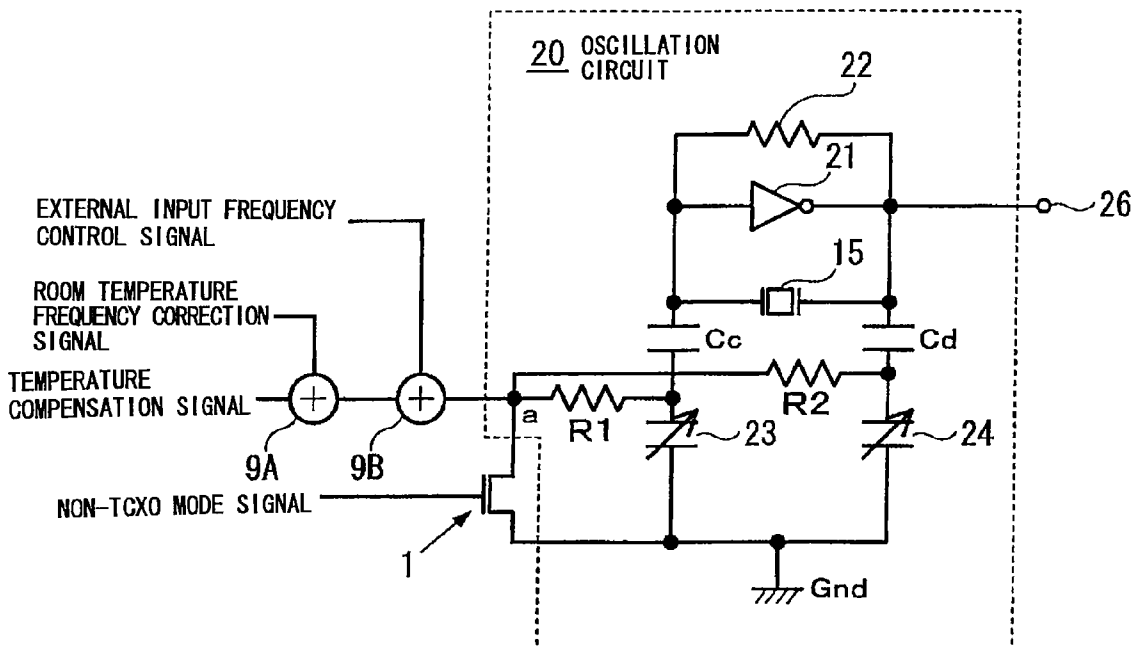 20 OSCILLATION
CIRCUIT
22
21
EXTERNAL INPUT FREQUENCY
CONTROL SIGNAL
26
15
ROOM TEMPERATURE
FREQUENCY CORRECTION
SIGNAL
Cc
Cd
TEMPERATURE
COMPENSATION SIGNAL
a
R1
R2
23
24
9A
9B
NON-TCXO MODE SIGNAL
1
Gnd